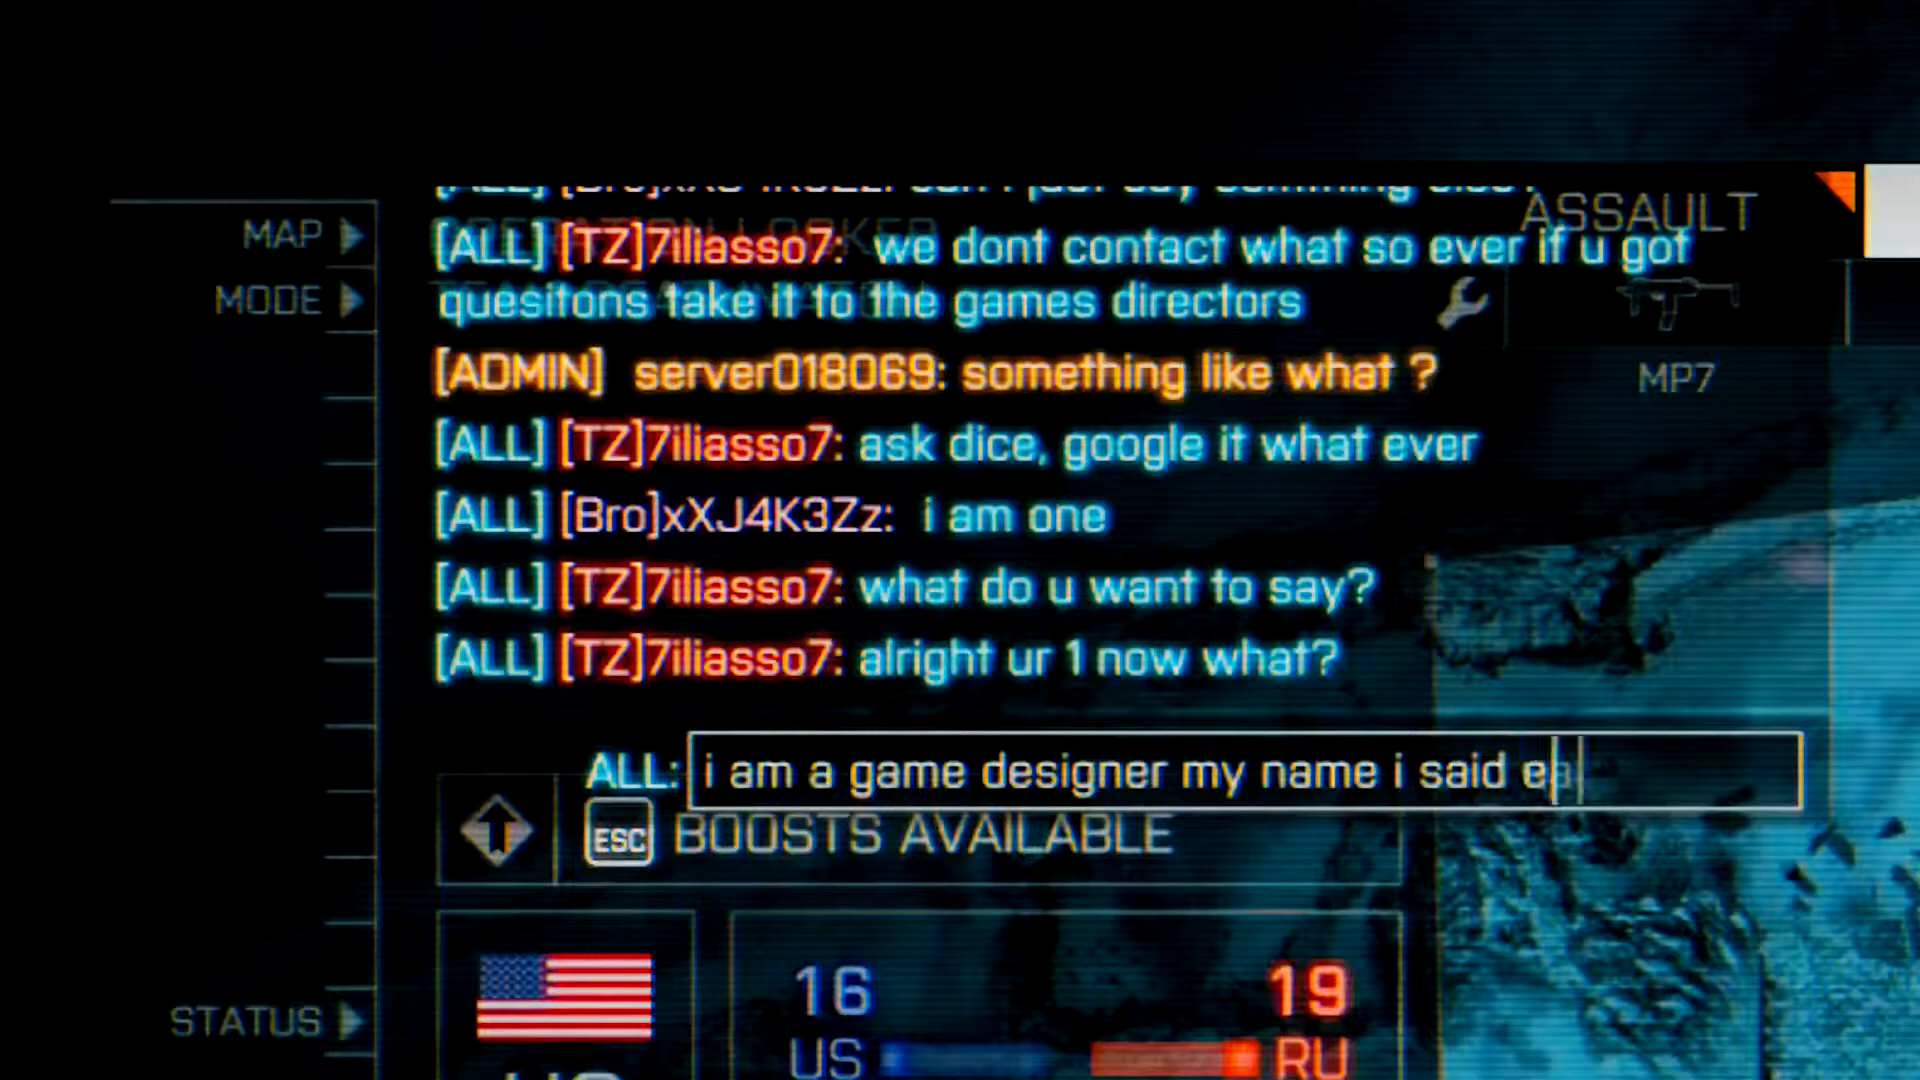 ASSAULT
MAP
[ALL] [TZ]7iliasso7: we dont contact what so ever if u got
MODE
quesitons take it to the games directors
[ADMIN] server018069: something like what ?
MP7
[ALL] [TZ]7iliasso7: ask dice, google it what ever
[ALL] [Bro]xXJ4K3Zz: i am one
[ALL] [TZ]7iliasso7: what do u want to say?
[ALL] [TZ]7iliasso7: alright ur 1 now what?
ALL: i am a game designer my name i said ea
ESC BOOSTS AVAILABLE
16 19
STATUS
US RU